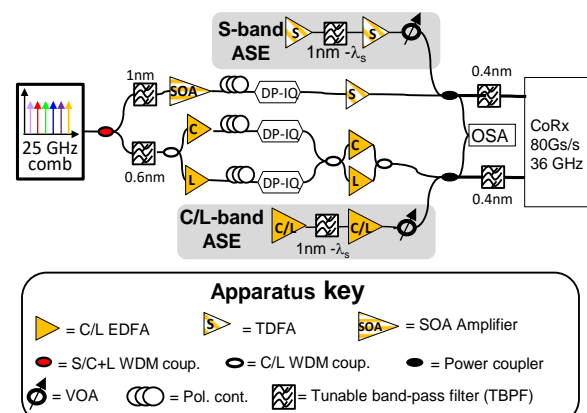 S-band
ASE
S
S
1nm -λs
1nm
SOA
DP-IQ
S
0.4nm
25 GHz
comb
0.6nm
C
L
DP-IQ
DP-IQ
C
L
OSA
CoRx
80Gs/s
36 GHz
0.4nm
C/L-band
ASE
C/L
C/L
1nm -λs
Apparatus key
= C/L EDFA
S
= TDFA
SOA
= SOA Amplifier
= S/C+L WDM coup.
= C/L WDM coup.
= Power coupler
= VOA
= Pol. cont.
= Tunable band-pass filter (TBPF)